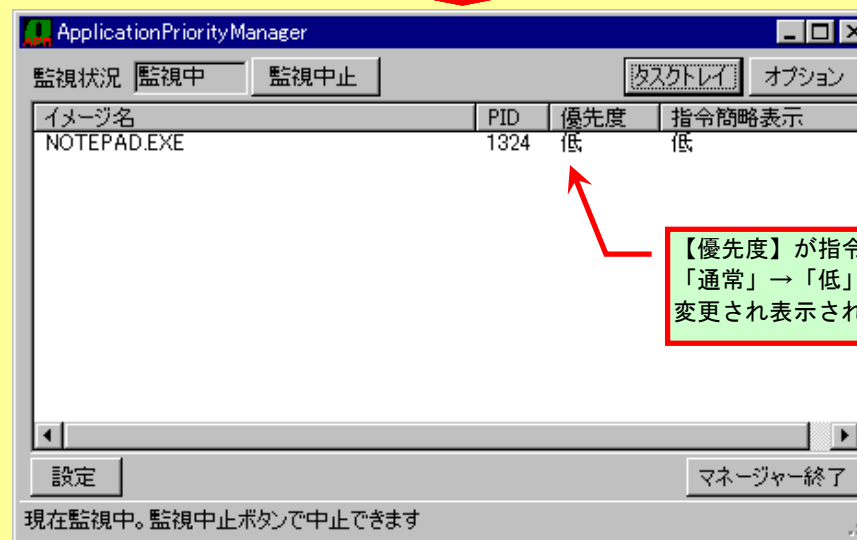 ApplicationPriorityManager
監視状況 監視中 監視中止 タスクトレイ オプション
イメージ名 PID 優先度 指令簡略表示
NOTEPAD.EXE 1324 低 低
【優先度】が指令
「通常」→「低」
変更され表示され
設定 マネージャー終了
現在監視中。監視中止ボタンで中止できます